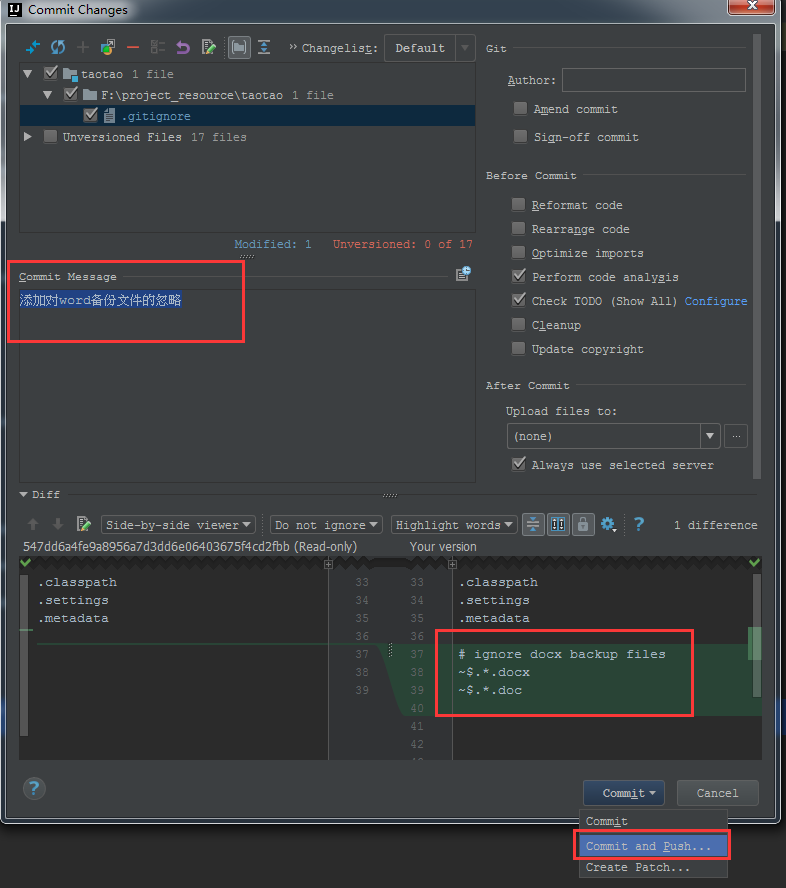 Commit Changes
Changelist: Default
taotao 1 file
F:\project_resource\taotao 1 file
.gitignore
Unversioned Files 17 files
Modified: 1 Unversioned: 0 of 17
Commit Message
添加对word备份文件的忽略
Git
Author:
Amend commit
Sign-off commit
Before Commit
Reformat code
Rearrange code
Optimize imports
Perform code analysis
Check TODO (Show All) Configure
Cleanup
Update copyright
After Commit
Upload files to:
(none)
...
Always use selected server
Diff
Side-by-side viewer Do not ignore Highlight words ? 1 difference
547dd6a4fe9a8956a7d3dd6e06403675f4cd2fbb (Read-only) Your version
.classpath 33 33 .classpath
.settings 34 34 .settings
.metadata 35 35 .metadata
36 36
37 37 # ignore docx backup files
38 38 ~$.*.docx
39 39 ~$.*.doc
40
41
42
? Commit Cancel
Commit
Commit and Push...
Create Patch...